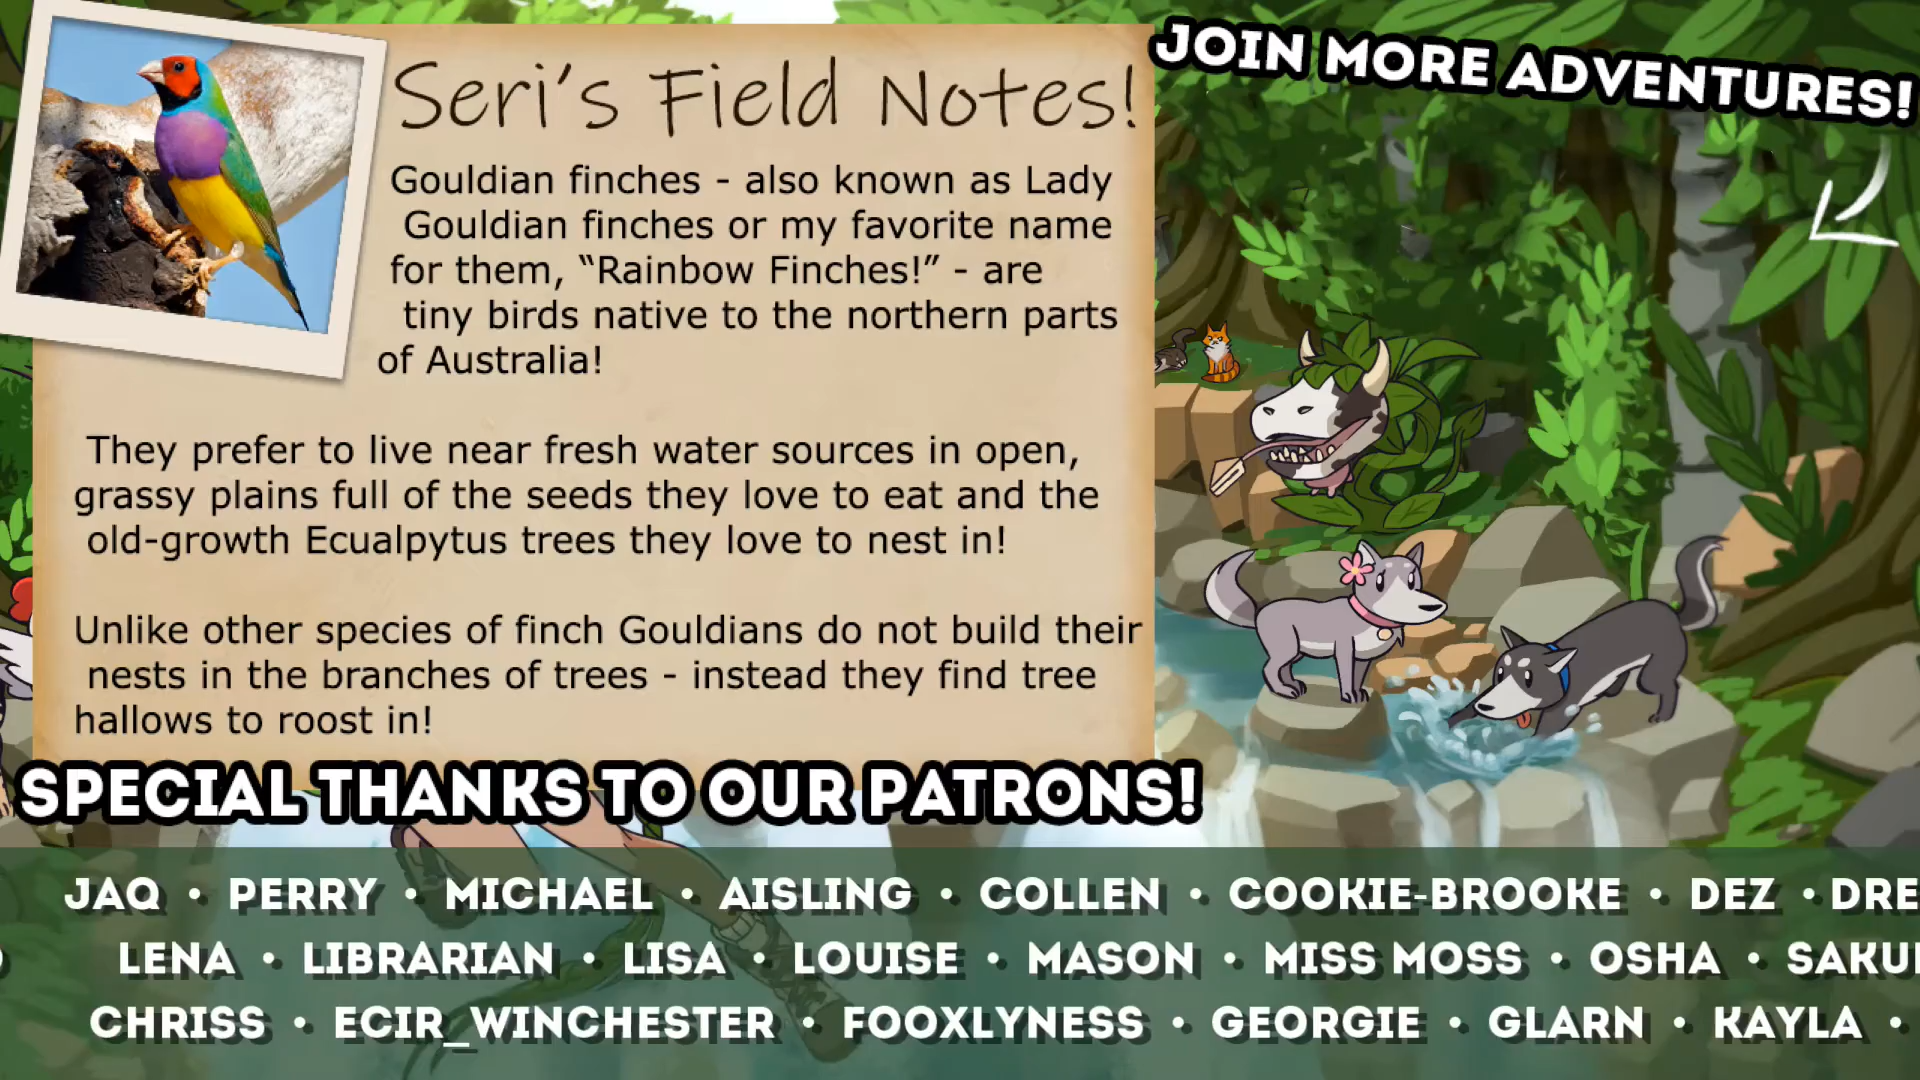 Seri's Field Notes!
JOIN MORE ADVENTURES!
Gouldian finches - also known as Lady
Gouldian finches or my favorite name
for them, “Rainbow Finches!” - are
tiny birds native to the northern parts
of Australia!
They prefer to live near fresh water sources in open,
grassy plains full of the seeds they love to eat and the
old-growth Ecualpytus trees they love to nest in!
Unlike other species of finch Gouldians do not build their
nests in the branches of trees - instead they find tree
hallows to roost in!
SPECIAL THANKS TO OUR PATRONS!
JAQ • PERRY • MICHAEL • AISLING • COLLEN • COOKIE-BROOKE • DEZ • DRE
LENA • LIBRARIAN • LISA • LOUISE • MASON • MISS MOSS • OSHA • SAKU
CHRISS • ECIR_WINCHESTER • FOOXLYNESS • GEORGIE • GLARN • KAYLA •